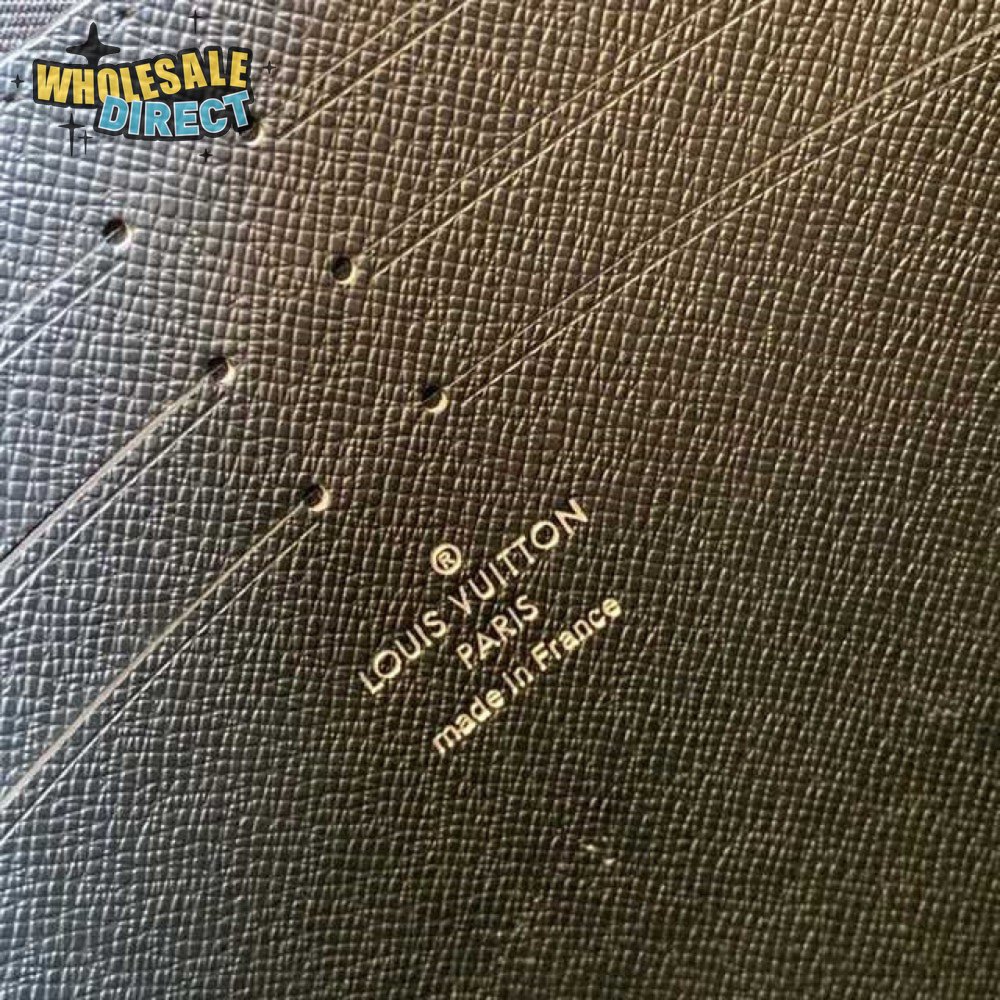 WHOLESALE
DIRECT
®
LOUIS VUITTON
PARIS
made in France